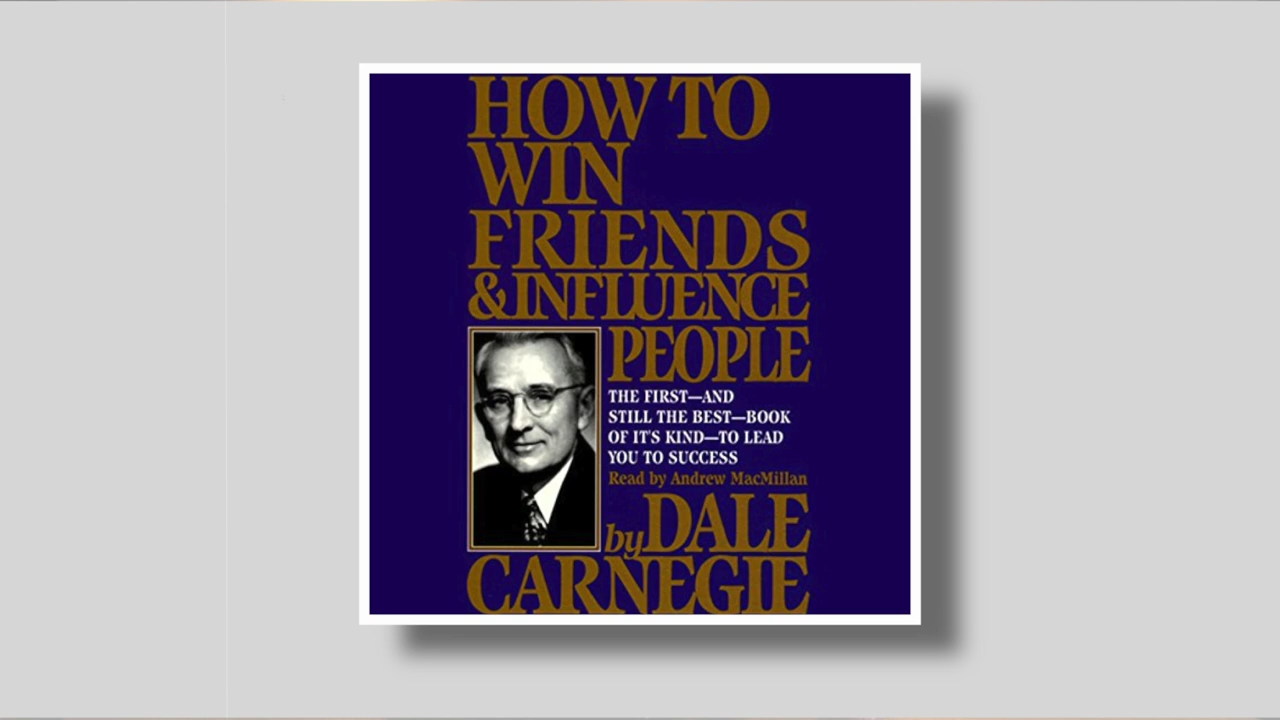 HOW TO
WIN
FRIENDS
& INFLUENCE
PEOPLE
THE FIRST—AND
STILL THE BEST—BOOK
OF IT'S KIND—TO LEAD
YOU TO SUCCESS
Read by Andrew MacMillan
by DALE
CARNEGIE